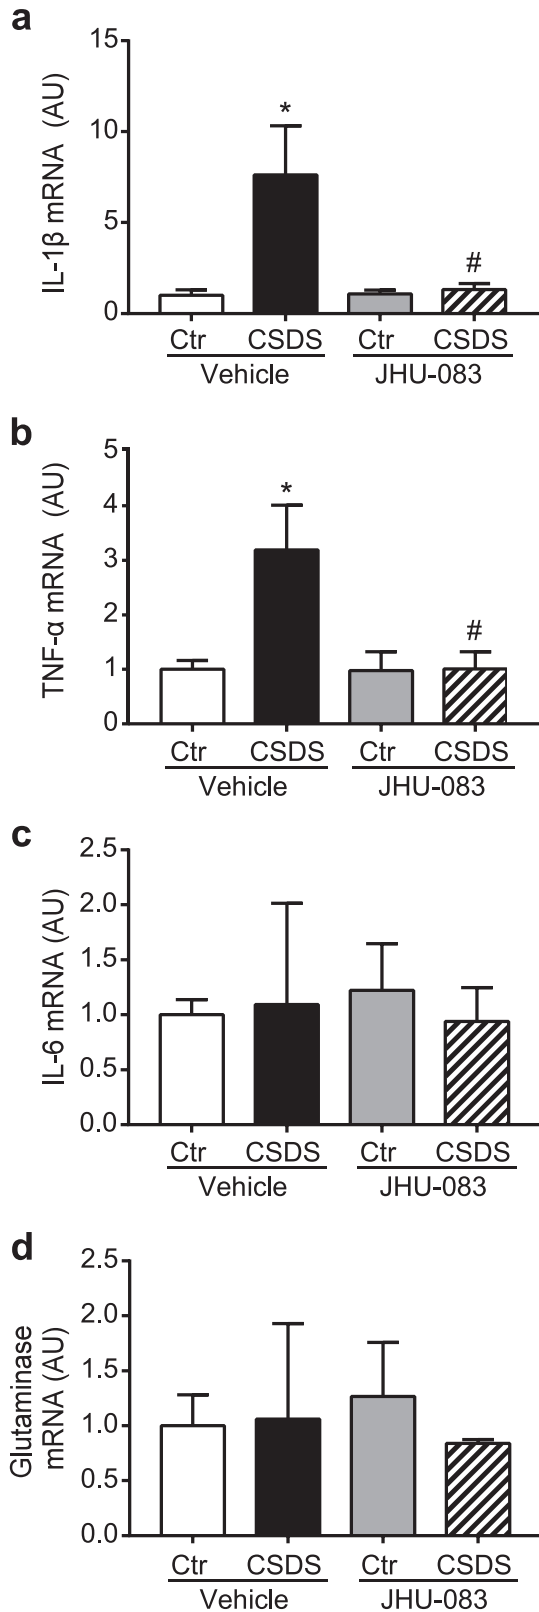 a
IL-1β mRNA (AU)
15
10
5
0
*
#
Ctr CSDS Ctr CSDS
Vehicle JHU-083
b
TNF-α mRNA (AU)
5
4
3
2
1
0
*
#
Ctr CSDS Ctr CSDS
Vehicle JHU-083
c
IL-6 mRNA (AU)
2.5
2.0
1.5
1.0
0.5
0.0
Ctr CSDS Ctr CSDS
Vehicle JHU-083
d
Glutaminase
mRNA (AU)
2.5
2.0
1.5
1.0
0.5
0.0
Ctr CSDS Ctr CSDS
Vehicle JHU-083